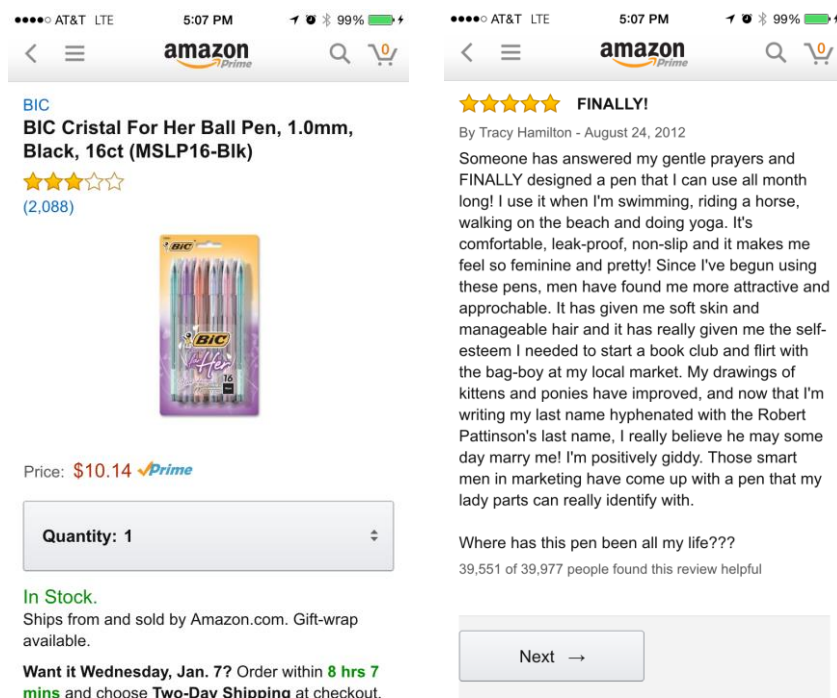 AT&T LTE
5:07 PM
99%
amazon
Prime
0
BIC
BIC Cristal For Her Ball Pen, 1.0mm,
Black, 16ct (MSLP16-Blk)
(2,088)
BIC
BIC
for Her
16
Price: $10.14 Prime
Quantity: 1
In Stock.
Ships from and sold by Amazon.com. Gift-wrap
available.
Want it Wednesday, Jan. 7? Order within 8 hrs 7
mins and choose Two-Day Shipping at checkout.
AT&T LTE
5:07 PM
99%
amazon
Prime
0
FINALLY!
By Tracy Hamilton - August 24, 2012
Someone has answered my gentle prayers and
FINALLY designed a pen that I can use all month
long! I use it when I'm swimming, riding a horse,
walking on the beach and doing yoga. It's
comfortable, leak-proof, non-slip and it makes me
feel so feminine and pretty! Since I've begun using
these pens, men have found me more attractive and
approchable. It has given me soft skin and
manageable hair and it has really given me the self-
esteem I needed to start a book club and flirt with
the bag-boy at my local market. My drawings of
kittens and ponies have improved, and now that I'm
writing my last name hyphenated with the Robert
Pattinson's last name, I really believe he may some
day marry me! I'm positively giddy. Those smart
men in marketing have come up with a pen that my
lady parts can really identify with.
Where has this pen been all my life???
39,551 of 39,977 people found this review helpful
Next →